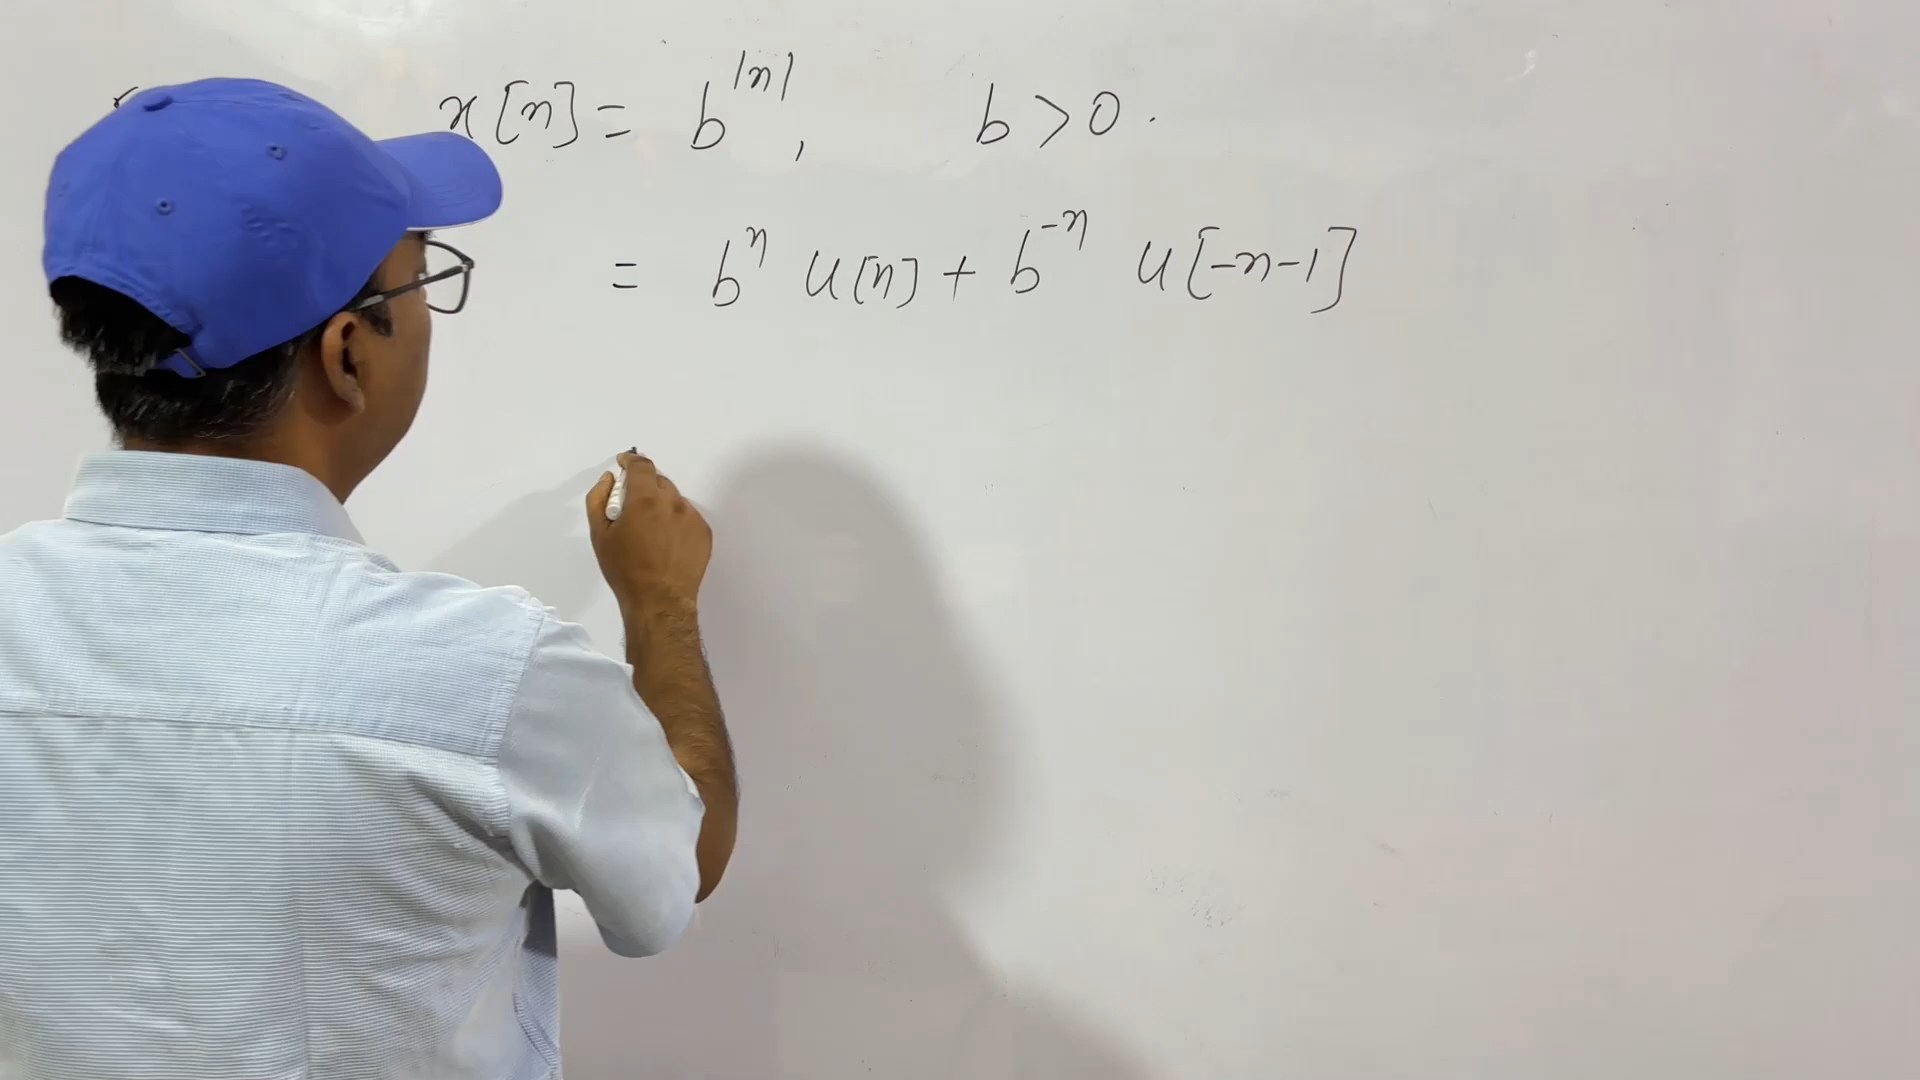 x[n] = b^{|n|}, b > 0.
= b^n u[n] + b^{-n} u[-n-1]